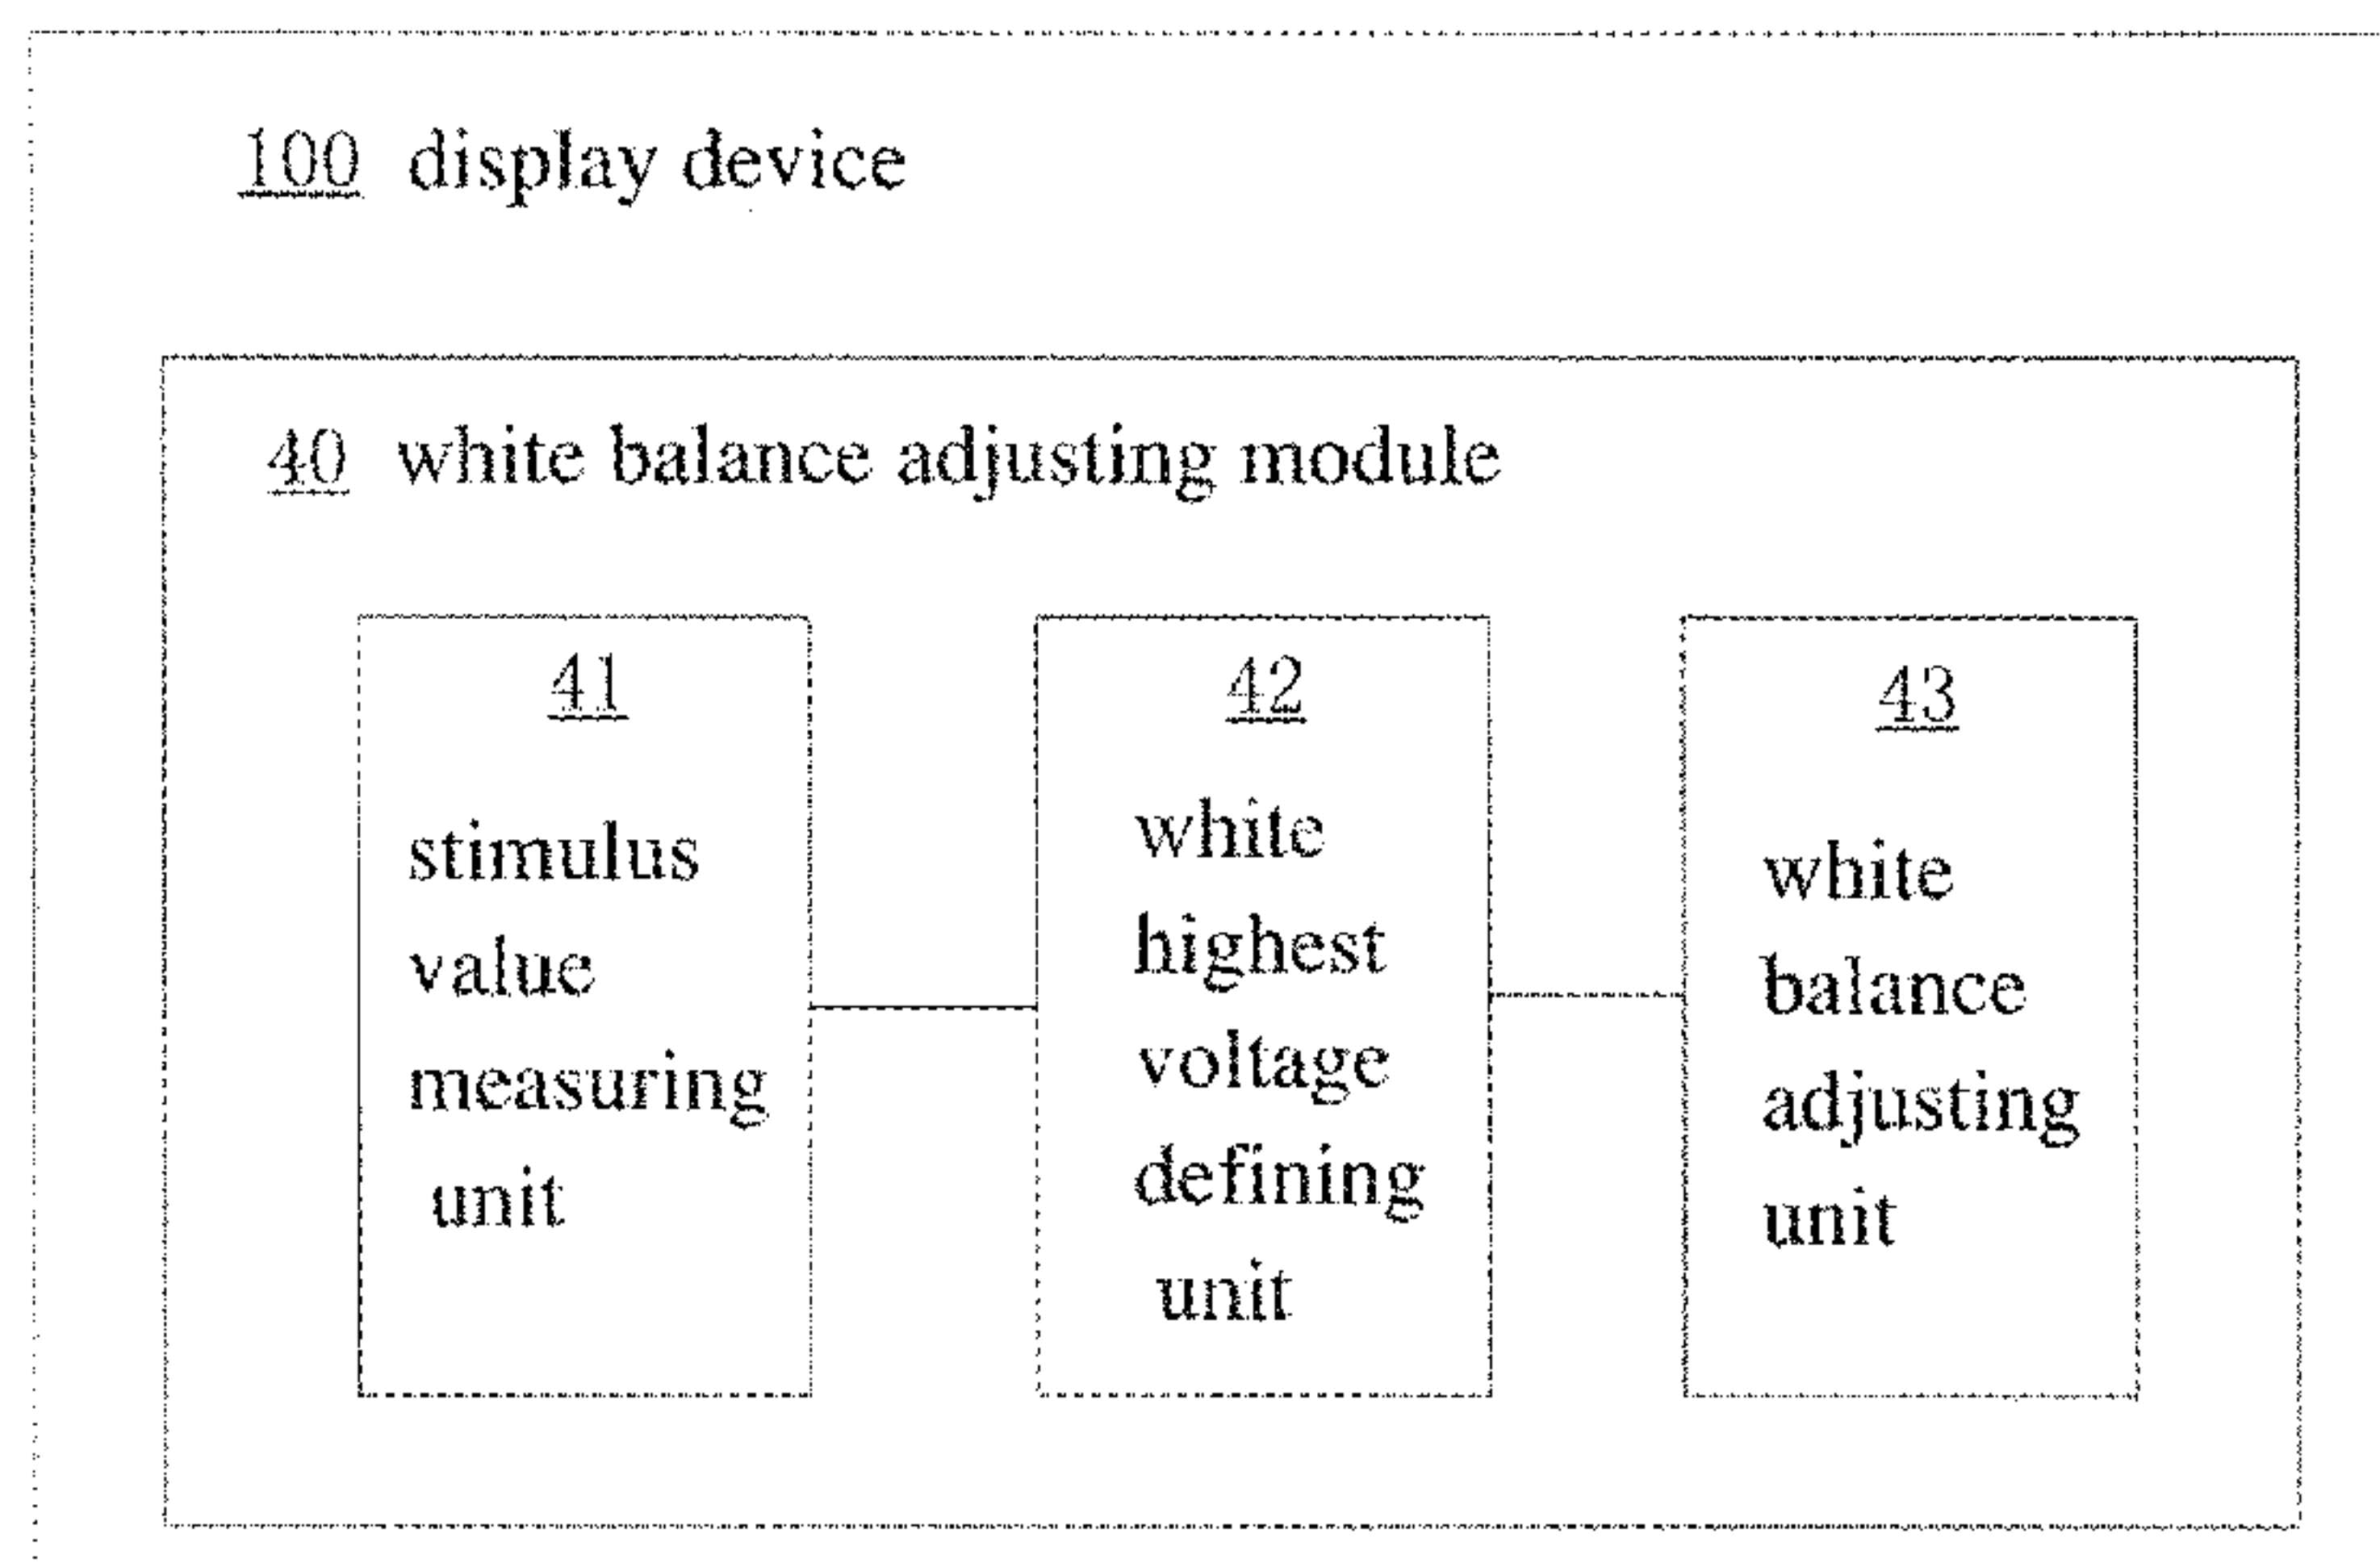 100 display device
40 white balance adjusting module
41
stimulus
value
measuring
unit
42
white
highest
voltage
defining
unit
43
white
balance
adjusting
unit